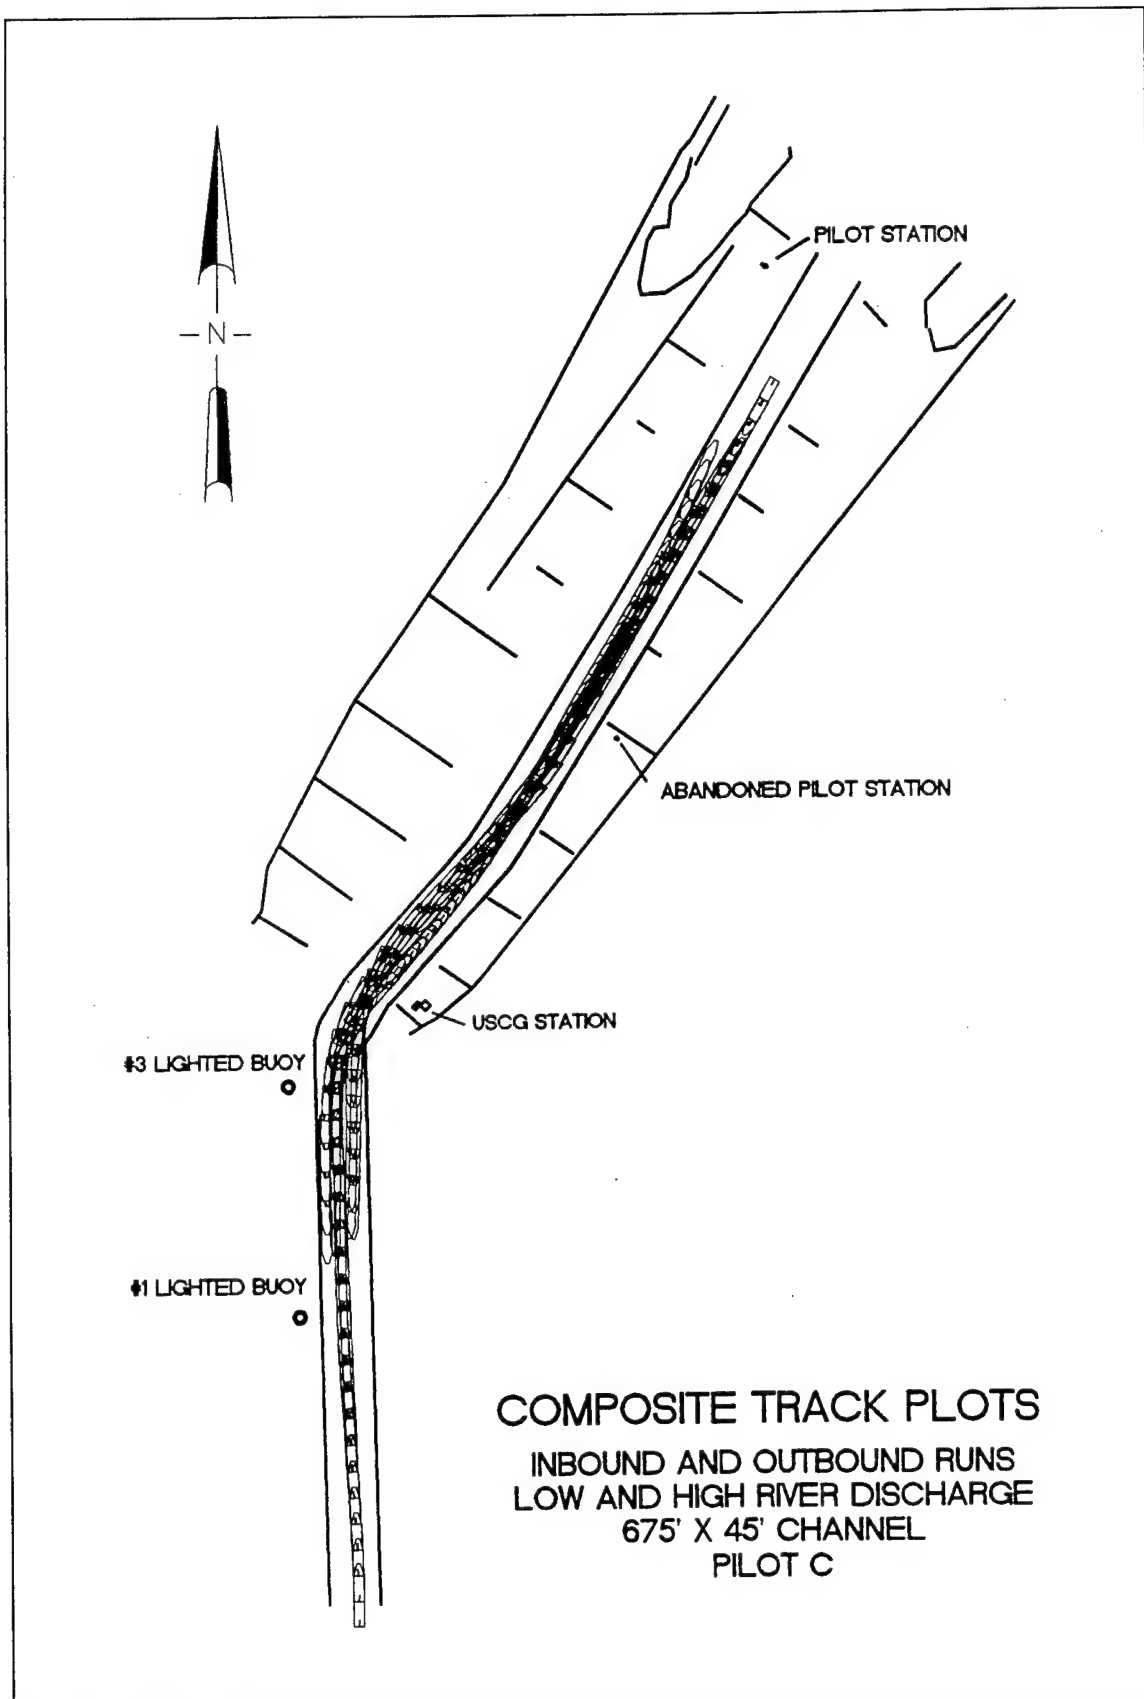 PILOT STATION
— N —
ABANDONED PILOT STATION
USCG STATION
#3 LIGHTED BUOY
#1 LIGHTED BUOY
COMPOSITE TRACK PLOTS
INBOUND AND OUTBOUND RUNS
LOW AND HIGH RIVER DISCHARGE
675' X 45' CHANNEL
PILOT C